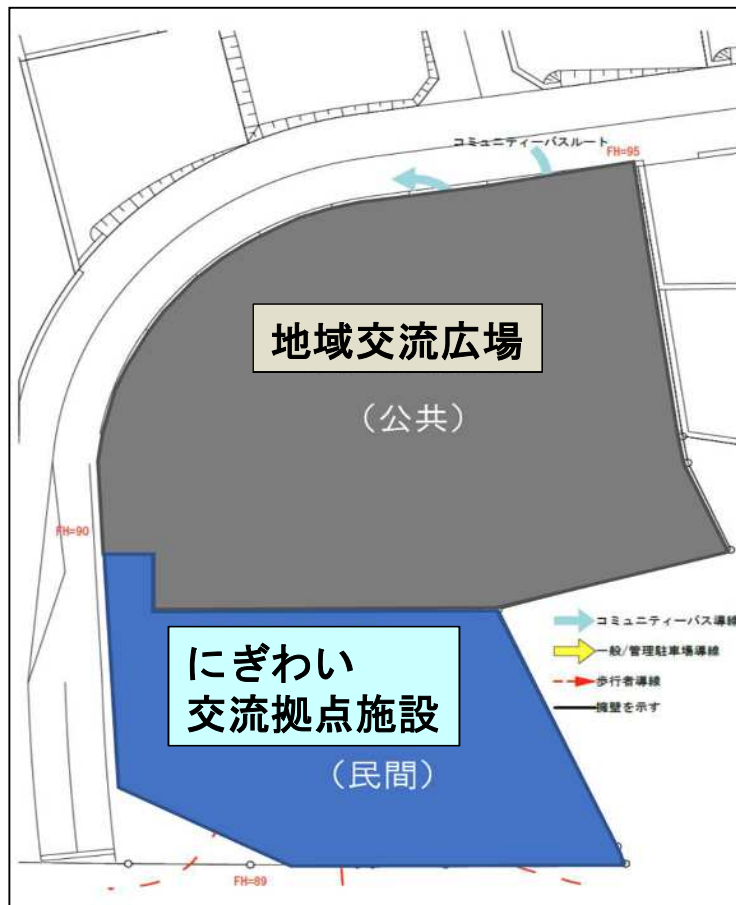 コミュニティーバスルート
FH=95
地域交流広場
（公共）
FH=90
コミュニティーバス導線
一般/管理駐車場導線
歩行者導線
擁壁を示す
にぎわい
交流拠点施設
（民間）
FH=89